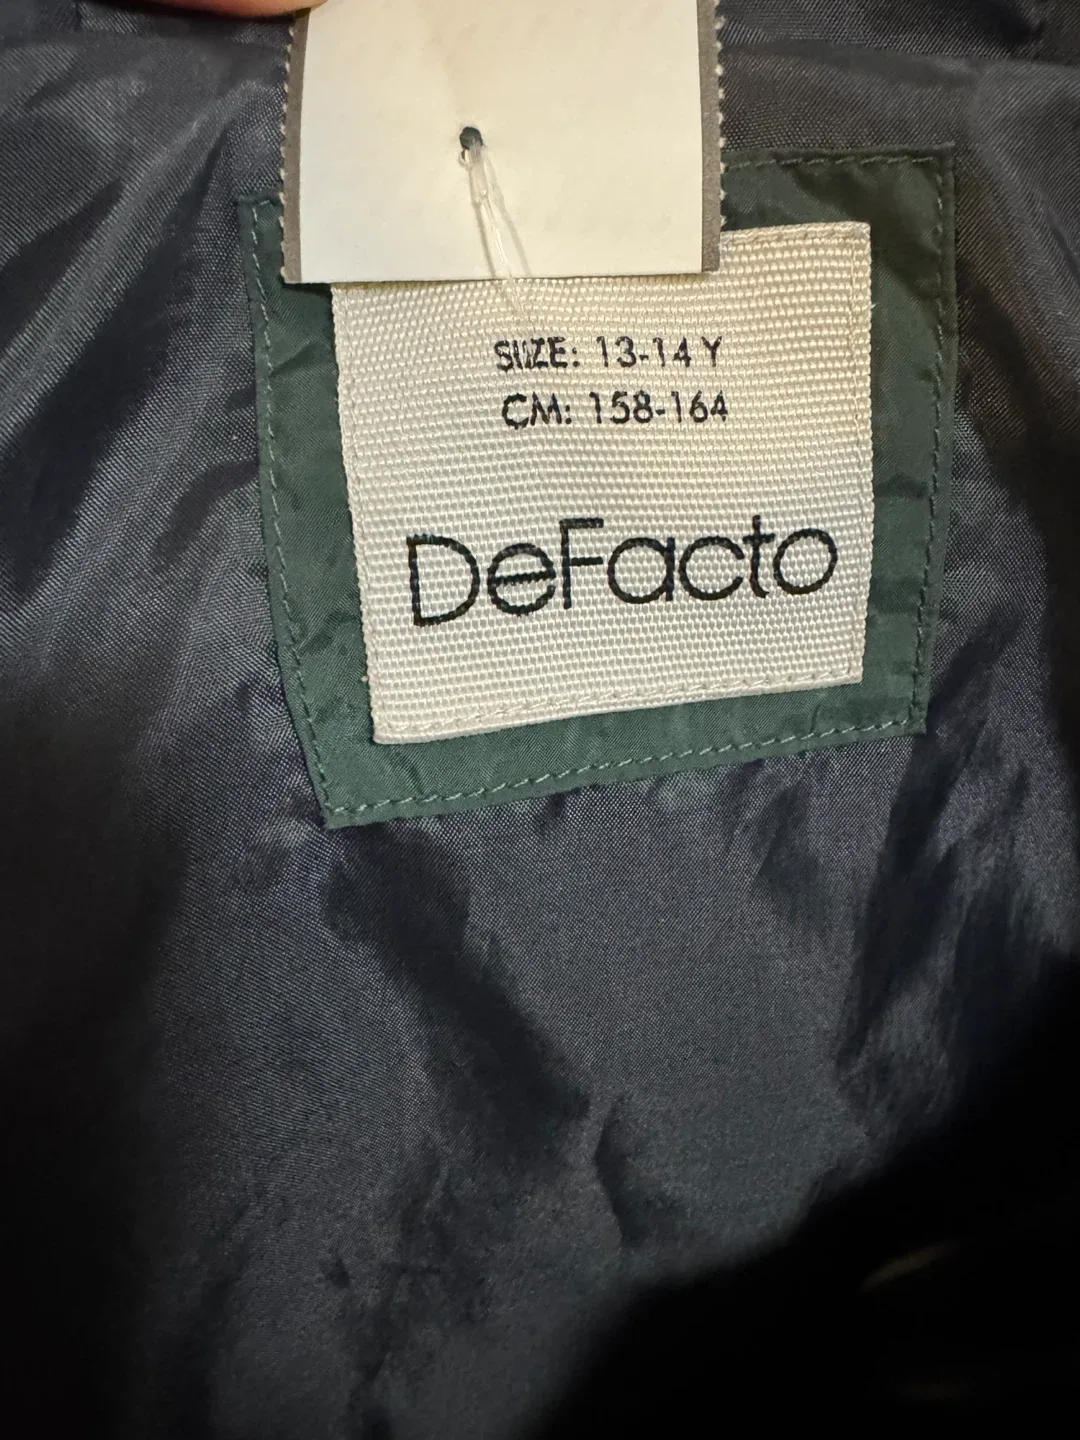 SIZE: 13-14 Y
CM: 158-164
DeFacto